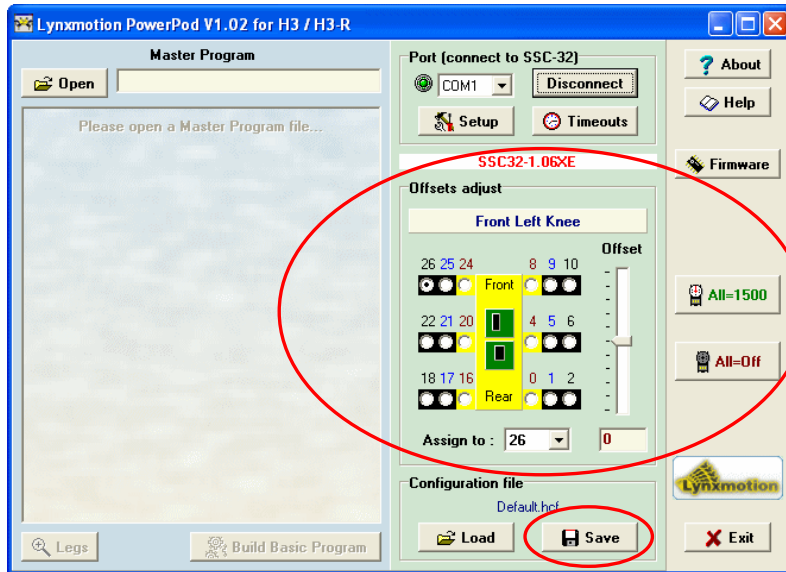 Lynxmotion PowerPod V1.02 for H3 / H3-R
Master Program
Open
Please open a Master Program file...
Legs
Build Basic Program
Port (connect to SSC-32)
COM1
Disconnect
Setup
Timeouts
SSC32-1.06XE
Offsets adjust
Front Left Knee
Offset
26 25 24 8 9 10
Front
22 21 20 4 5 6
18 17 16 0 1 2
Rear
Assign to : 26 0
Configuration file
Default.hcf
Load
Save
About
Help
Firmware
All=1500
All=Off
Lynxmotion
Exit